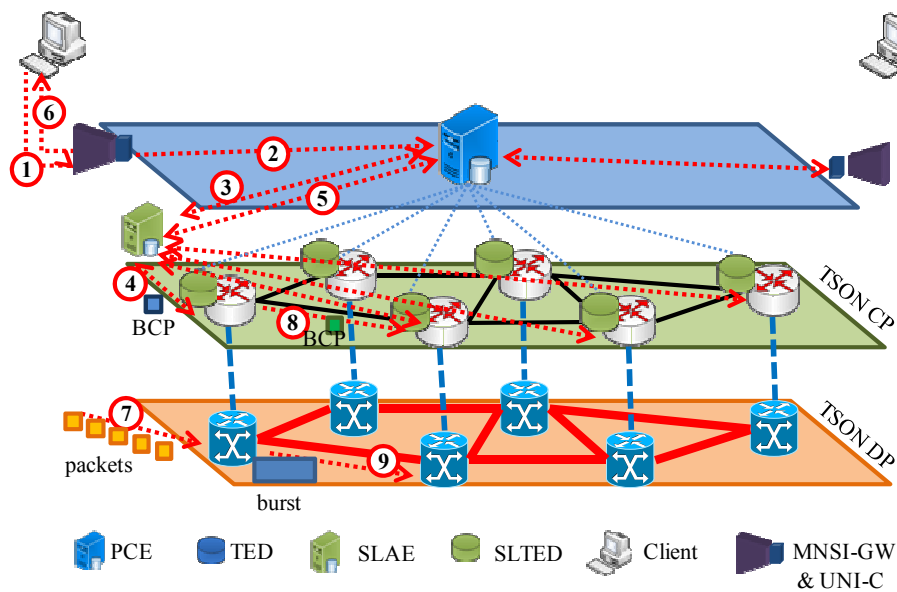 6
1
2
3
5
4
BCP
8
BCP
TSON CP
7
packets
9
burst
TSON DP
PCE
TED
SLAE
SLTED
Client
MNSI-GW
& UNI-C